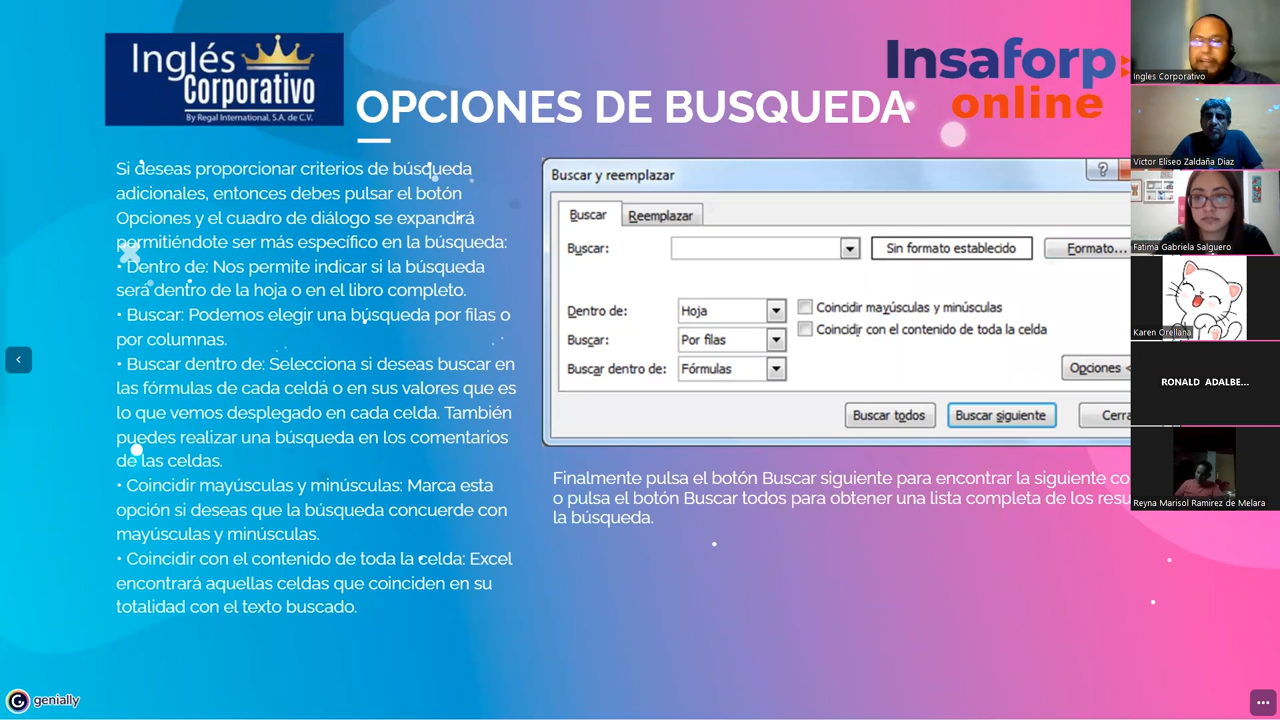 Inglés
Corporativo
By Regal International, S.A. de C.V.
Insaforp
online
OPCIONES DE BUSQUEDA
Si deseas proporcionar criterios de búsqueda
adicionales, entonces debes pulsar el botón
Opciones y el cuadro de diálogo se expandirá
permitiéndote ser más específico en la búsqueda:
• Dentro de: Nos permite indicar si la búsqueda
será dentro de la hoja o en el libro completo.
• Buscar: Podemos elegir una búsqueda por filas o
por columnas.
• Buscar dentro de: Selecciona si deseas buscar en
las fórmulas de cada celda o en sus valores que es
lo que vemos desplegado en cada celda. También
puedes realizar una búsqueda en los comentarios
de las celdas.
• Coincidir mayúsculas y minúsculas: Marca esta
opción si deseas que la búsqueda concuerde con
mayúsculas y minúsculas.
• Coincidir con el contenido de toda la celda: Excel
encontrará aquellas celdas que coinciden en su
totalidad con el texto buscado.
Buscar y reemplazar
Buscar Reemplazar
Buscar: Sin formato establecido Formato...
Dentro de: Hoja Coincidir mayúsculas y minúsculas
Buscar: Por filas Coincidir con el contenido de toda la celda
Buscar dentro de: Fórmulas Opciones <
Buscar todos Buscar siguiente Cerra
Finalmente pulsa el botón Buscar siguiente para encontrar la siguiente co
o pulsa el botón Buscar todos para obtener una lista completa de los resu
la búsqueda.
Ingles Corporativo
Victor Eliseo Zaldaña Diaz
Fatima Gabriela Salguero
Karen Orellana
RONALD ADALBE...
Reyna Marisol Ramirez de Melara
genially